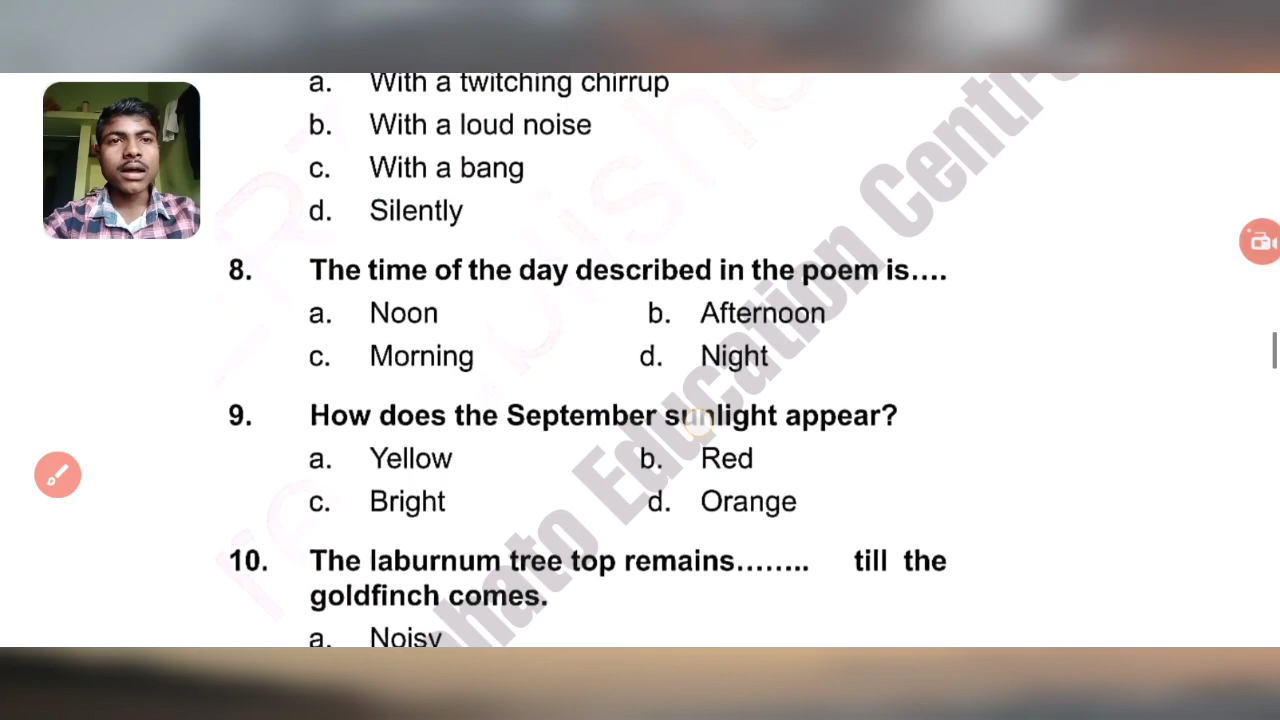 a. With a twitching chirrup
b. With a loud noise
c. With a bang
d. Silently
8. The time of the day described in the poem is....
a. Noon b. Afternoon
c. Morning d. Night
9. How does the September sunlight appear?
a. Yellow b. Red
c. Bright d. Orange
10. The laburnum tree top remains........ till the
goldfinch comes.
a. Noisy
Education Centr